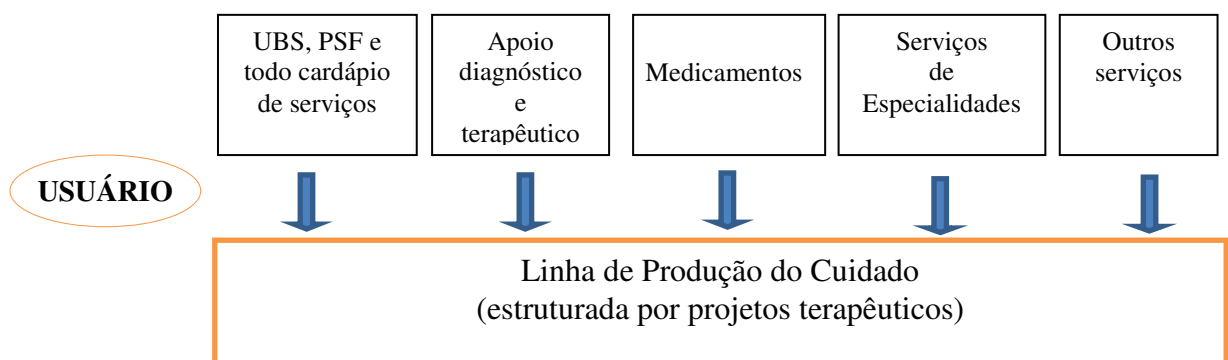 UBS, PSF e
todo cardápio
de serviços
Apoio
diagnóstico
e
terapêutico
Medicamentos
Serviços
de
Especialidades
Outros
serviços
USUÁRIO
Linha de Produção do Cuidado
(estruturada por projetos terapêuticos)